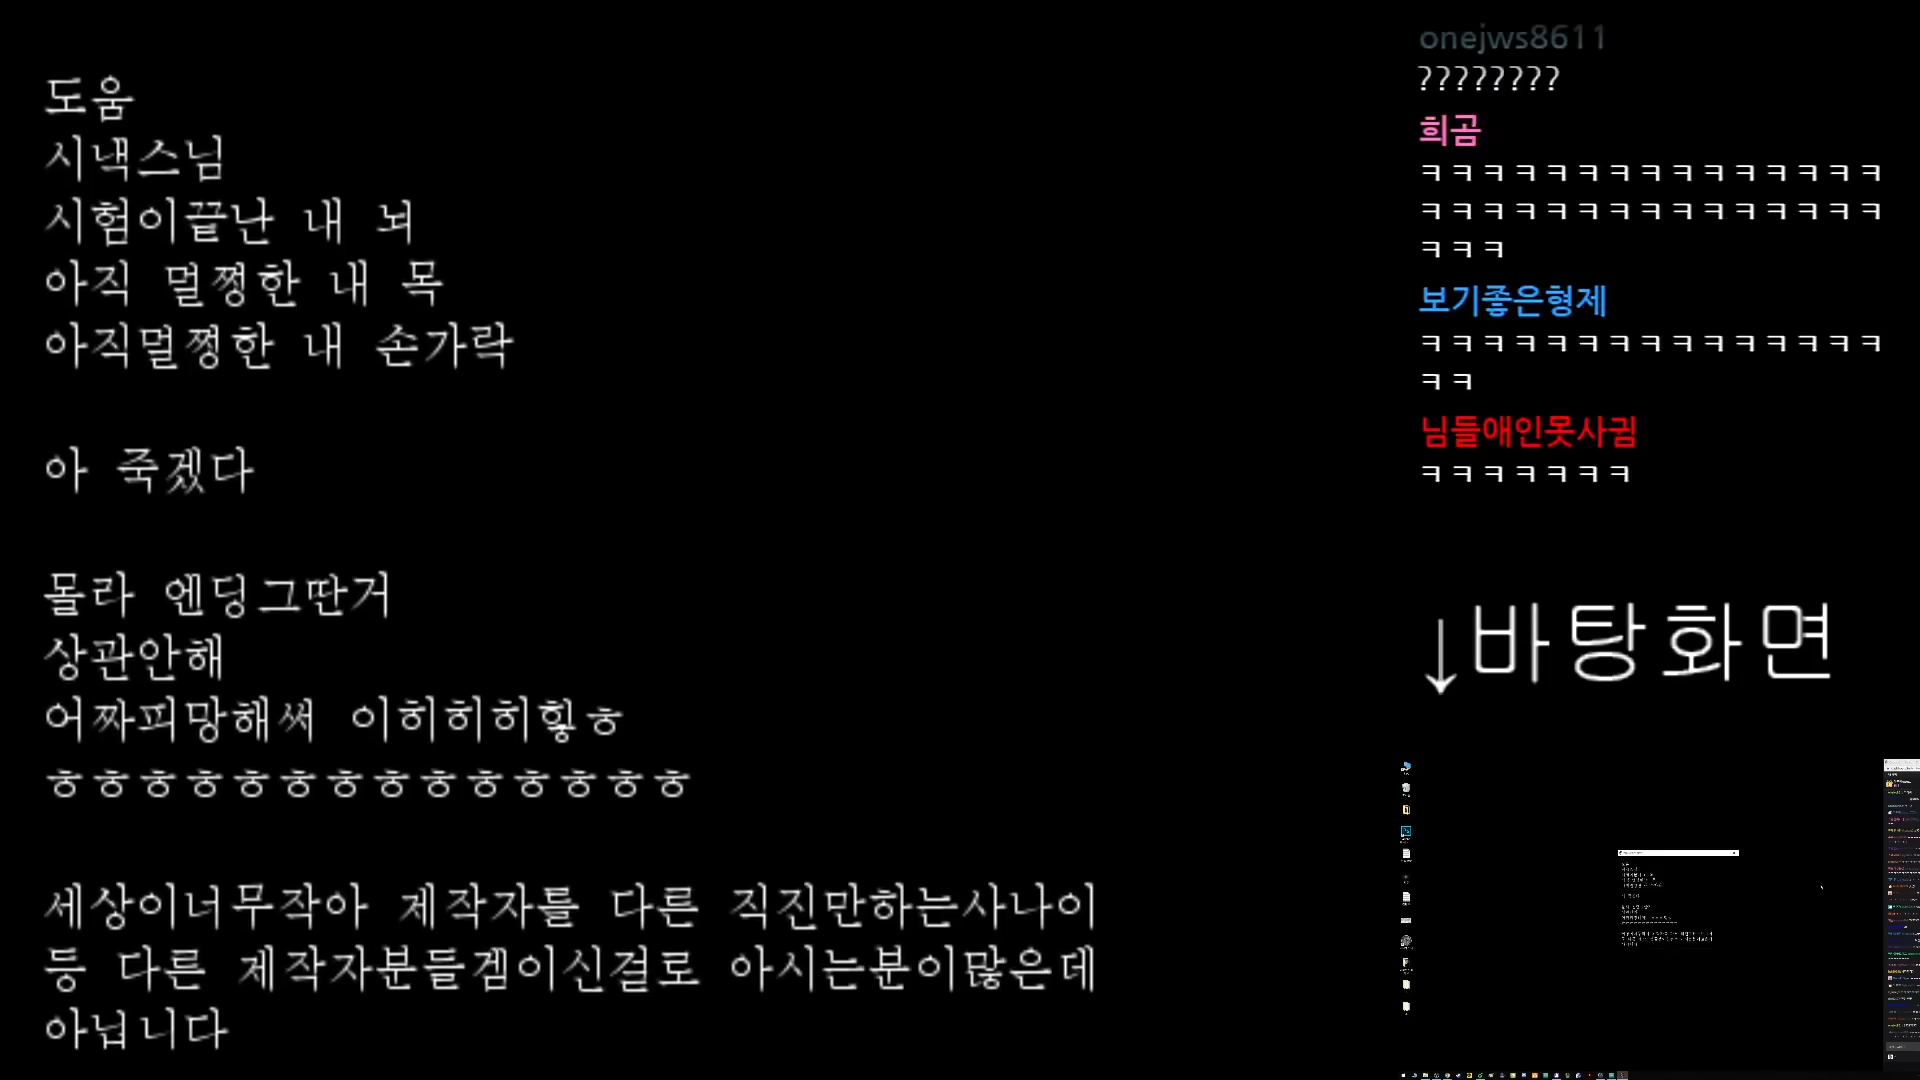 도움
시낵스님
시험이끝난 내 뇌
아직 멀쩡한 내 목
아직멀쩡한 내 손가락
아 죽겠다
몰라 엔딩그딴거
상관안해
어짜피망해써 이히히히힣ㅎ
ㅎㅎㅎㅎㅎㅎㅎㅎㅎㅎㅎㅎㅎㅎ
세상이너무작아 제작자를 다른 직진만하는사나이
등 다른 제작자분들겜이신걸로 아시는분이많은데
아닙니다
onejws8611
????????
희곰
ㅋㅋㅋㅋㅋㅋㅋㅋㅋㅋㅋㅋㅋㅋㅋ
ㅋㅋㅋㅋㅋㅋㅋㅋㅋㅋㅋㅋㅋㅋㅋ
ㅋㅋㅋ
보기좋은형제
ㅋㅋㅋㅋㅋㅋㅋㅋㅋㅋㅋㅋㅋㅋㅋ
ㅋㅋ
님들애인못사귐
ㅋㅋㅋㅋㅋㅋㅋ
↓바탕화면